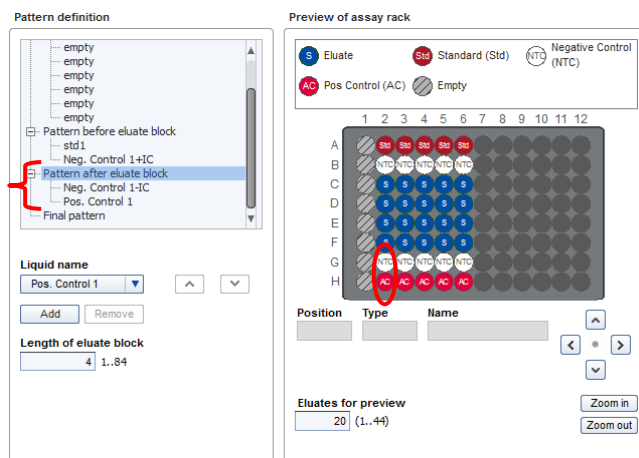 Pattern definition
empty
empty
empty
empty
empty
empty
Pattern before eluate block
std1
Neg. Control 1+IC
Pattern after eluate block
Neg. Control 1-IC
Pos. Control 1
Final pattern
Liquid name
Pos. Control 1
Add Remove
Length of eluate block
4 1..84
Preview of assay rack
S Eluate Std Standard (Std) NTC Negative Control (NTC)
AC Pos Control (AC) Empty
1 2 3 4 5 6 7 8 9 10 11 12
A Std Std Std Std Std
B NTC NTC NTC NTC NTC
C S S S S S
D S S S S S
E S S S S S
F S S S S S
G NTC NTC NTC NTC NTC
H AC AC AC AC AC
Position Type Name
Eluates for preview
20 (1..44)
Zoom in
Zoom out